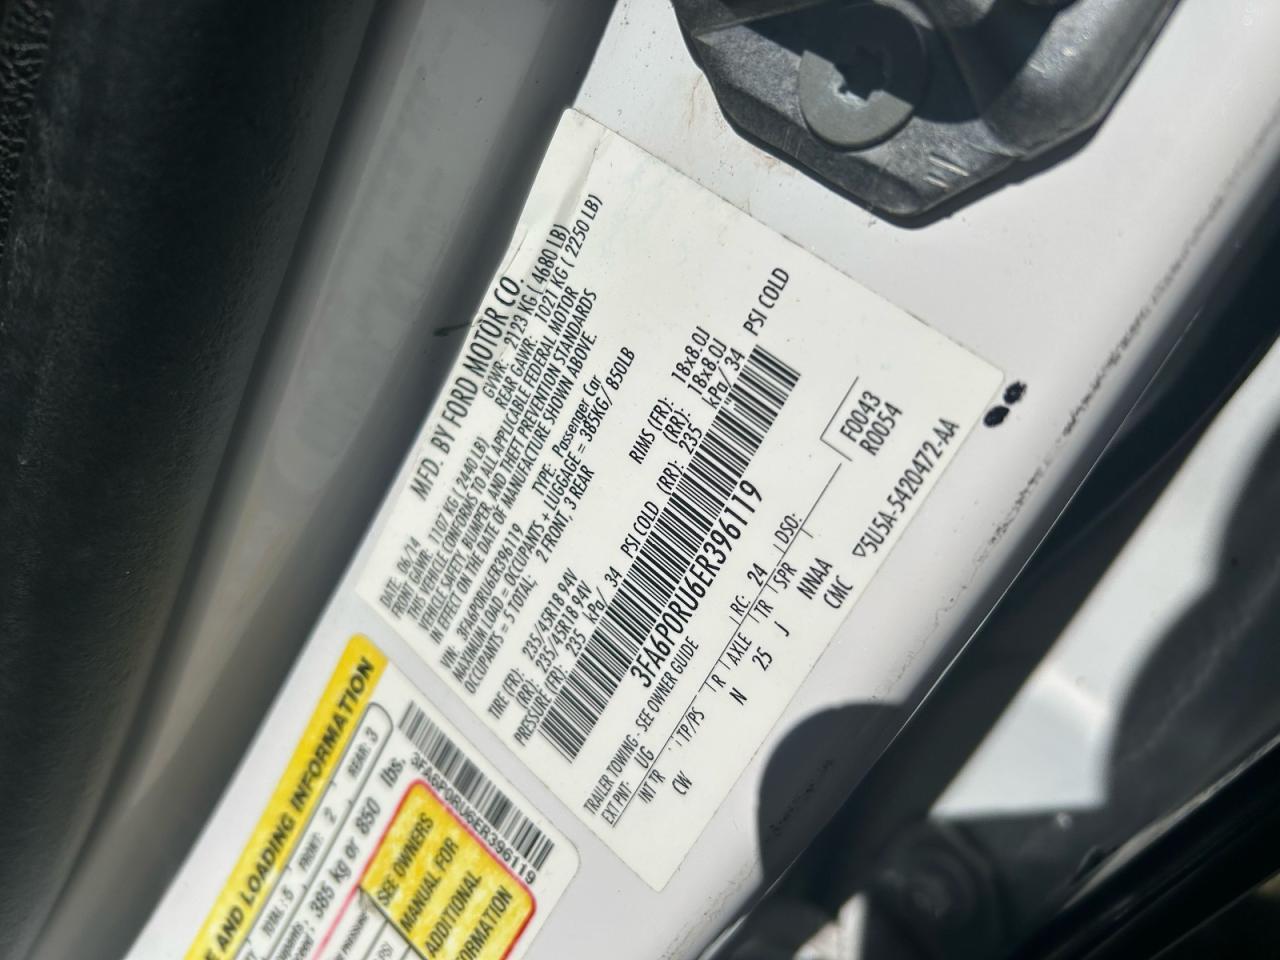 MFD. BY FORD MOTOR CO.
DATE: 06/14 GVWR: 2123 KG ( 4680 LB)
FRONT GAWR: 1107 KG ( 2440 LB) REAR GAWR: 1021 KG ( 2250 LB)
THIS VEHICLE CONFORMS TO ALL APPLICABLE FEDERAL MOTOR
VEHICLE SAFETY, BUMPER, AND THEFT PREVENTION STANDARDS
IN EFFECT ON THE DATE OF MANUFACTURE SHOWN ABOVE.
VIN: 3FA6P0RU6ER396119 TYPE: Passenger Car
MAXIMUM LOAD = OCCUPANTS + LUGGAGE = 385KG/ 850LB
OCCUPANTS = 5 TOTAL; 2 FRONT, 3 REAR
TIRE (FR): 235/45R18 94V RIMS (FR): 18x8.0J
(RR): 235/45R18 94V (RR): 18x8.0J
PRESSURE (FR): 235 kPa/ 34 PSI COLD (RR): 235 kPa/ 34 PSI COLD
3FA6P0RU6ER396119
TRAILER TOWING - SEE OWNER GUIDE
EXT PNT: UG RC: 24 DSO: F0043
R0054
INT TR TP/PS R AXLE TR SPR
CW N 25 J NNAA
CMC
▽5U5A-5420472-AA
E AND LOADING INFORMATION
TOTAL: 5 FRONT: 2 REAR: 3
385 kg or 850 lbs.
3FA6P0RU6ER396119
SEE OWNERS
MANUAL FOR
ADDITIONAL
FORMATION